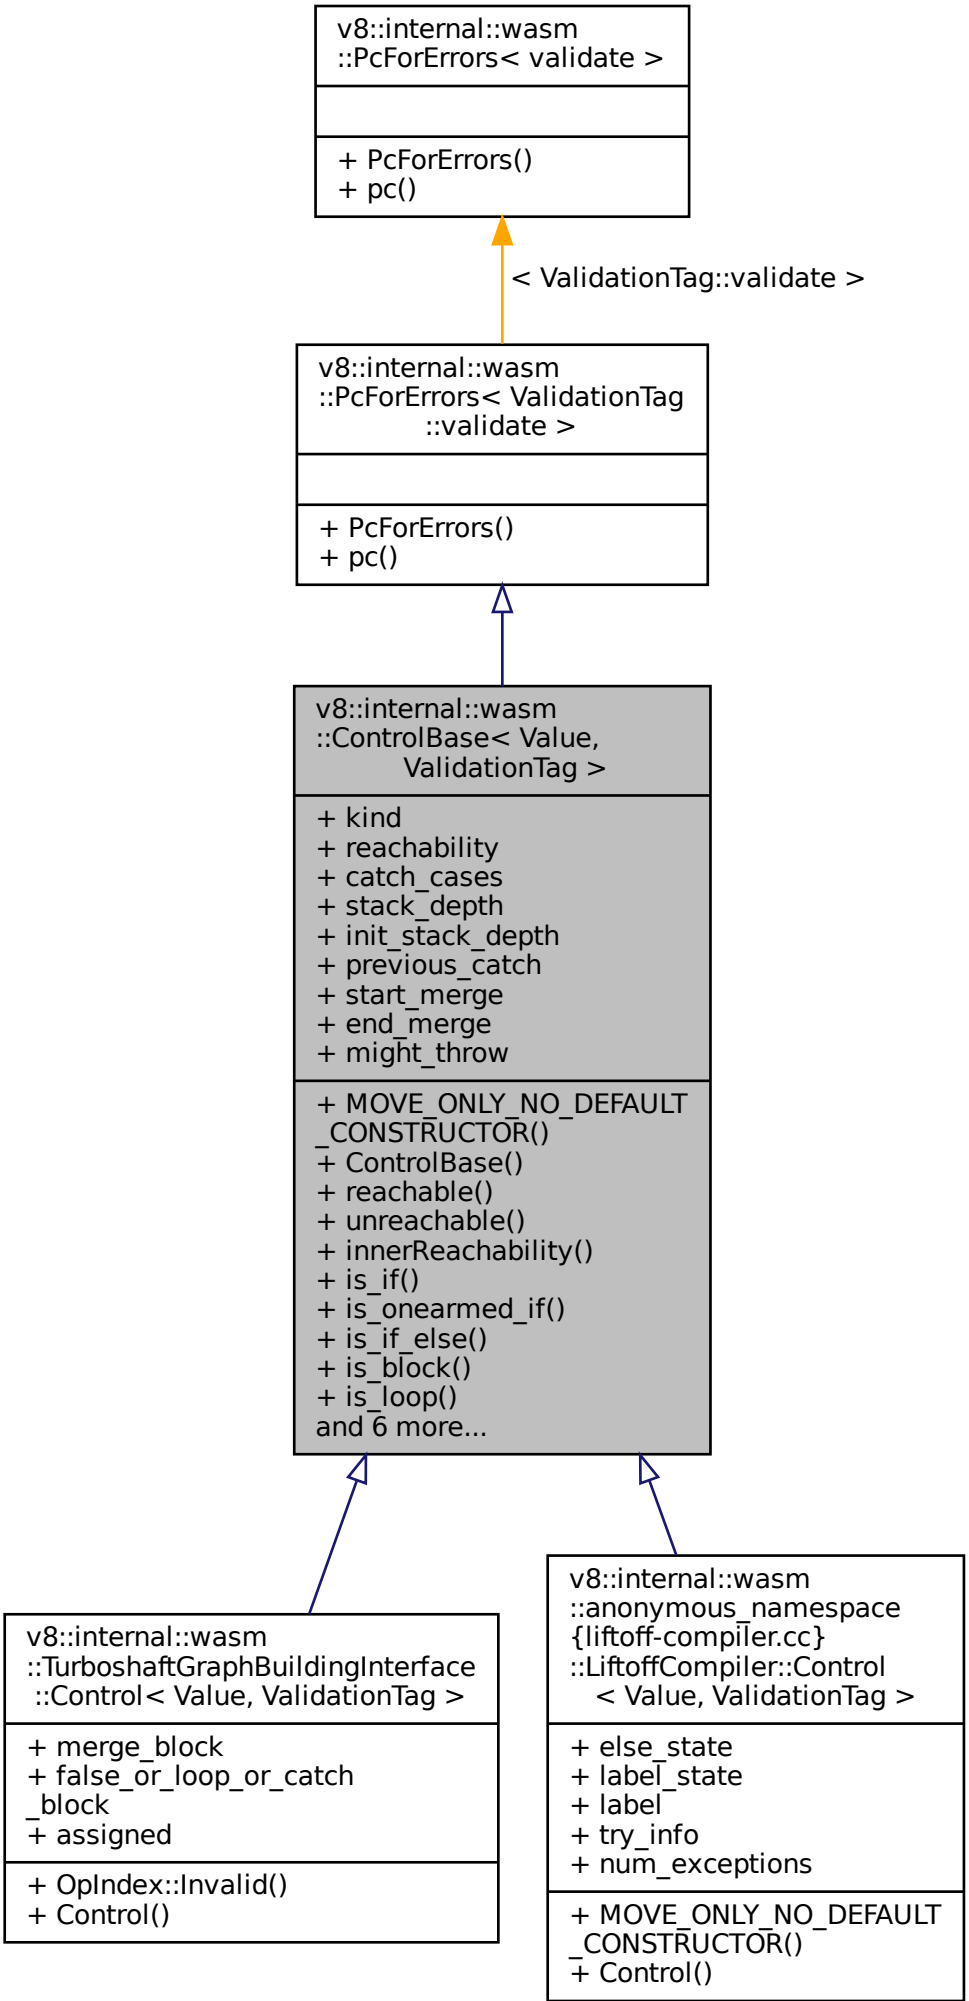 v8::internal::wasm
::PcForErrors< validate >
+ PcForErrors()
+ pc()
< ValidationTag::validate >
v8::internal::wasm
::PcForErrors< ValidationTag
::validate >
+ PcForErrors()
+ pc()
v8::internal::wasm
::ControlBase< Value,
ValidationTag >
+ kind
+ reachability
+ catch_cases
+ stack_depth
+ init_stack_depth
+ previous_catch
+ start_merge
+ end_merge
+ might_throw
+ MOVE_ONLY_NO_DEFAULT
_CONSTRUCTOR()
+ ControlBase()
+ reachable()
+ unreachable()
+ innerReachability()
+ is_if()
+ is_onearmed_if()
+ is_if_else()
+ is_block()
+ is_loop()
and 6 more...
v8::internal::wasm
::TurboshaftGraphBuildingInterface
::Control< Value, ValidationTag >
+ merge_block
+ false_or_loop_or_catch
_block
+ assigned
+ OpIndex::Invalid()
+ Control()
v8::internal::wasm
::anonymous_namespace
{liftoff-compiler.cc}
::LiftoffCompiler::Control
< Value, ValidationTag >
+ else_state
+ label_state
+ label
+ try_info
+ num_exceptions
+ MOVE_ONLY_NO_DEFAULT
_CONSTRUCTOR()
+ Control()